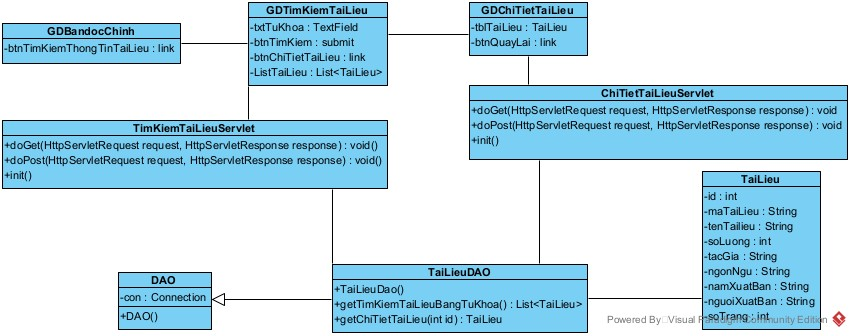 GDBandocChinh
-btnTimKiemThongTinTaiLieu : link
GDTimKiemTaiLieu
-txtTuKhoa : TextField
-btnTimKiem : submit
-btnChiTietTaiLieu : link
-ListTaiLieu : List<TaiLieu>
GDChiTietTaiLieu
-tblTaiLieu : TaiLieu
-btnQuayLai : link
TimKiemTaiLieuServlet
+doGet(HttpServletRequest request, HttpServletResponse response) : void()
+doPost(HttpServletRequest request, HttpServletResponse response) : void()
+init()
ChiTietTaiLieuServlet
+doGet(HttpServletRequest request, HttpServletResponse response) : void
+doPost(HttpServletRequest request, HttpServletResponse response) : void
+init()
TaiLieu
-id : int
-maTaiLieu : String
-tenTailieu : String
-soLuong : int
-tacGia : String
-ngonNgu : String
-namXuatBan : String
-nguoiXuatBan : String
-soTrang : int
DAO
-con : Connection
+DAO()
TaiLieuDAO
+TaiLieuDao()
+getTimKiemTaiLieuBangTuKhoa() : List<TaiLieu>
+getChiTietTaiLieu(int id) : TaiLieu
Powered By Visual Paradigm Community Edition